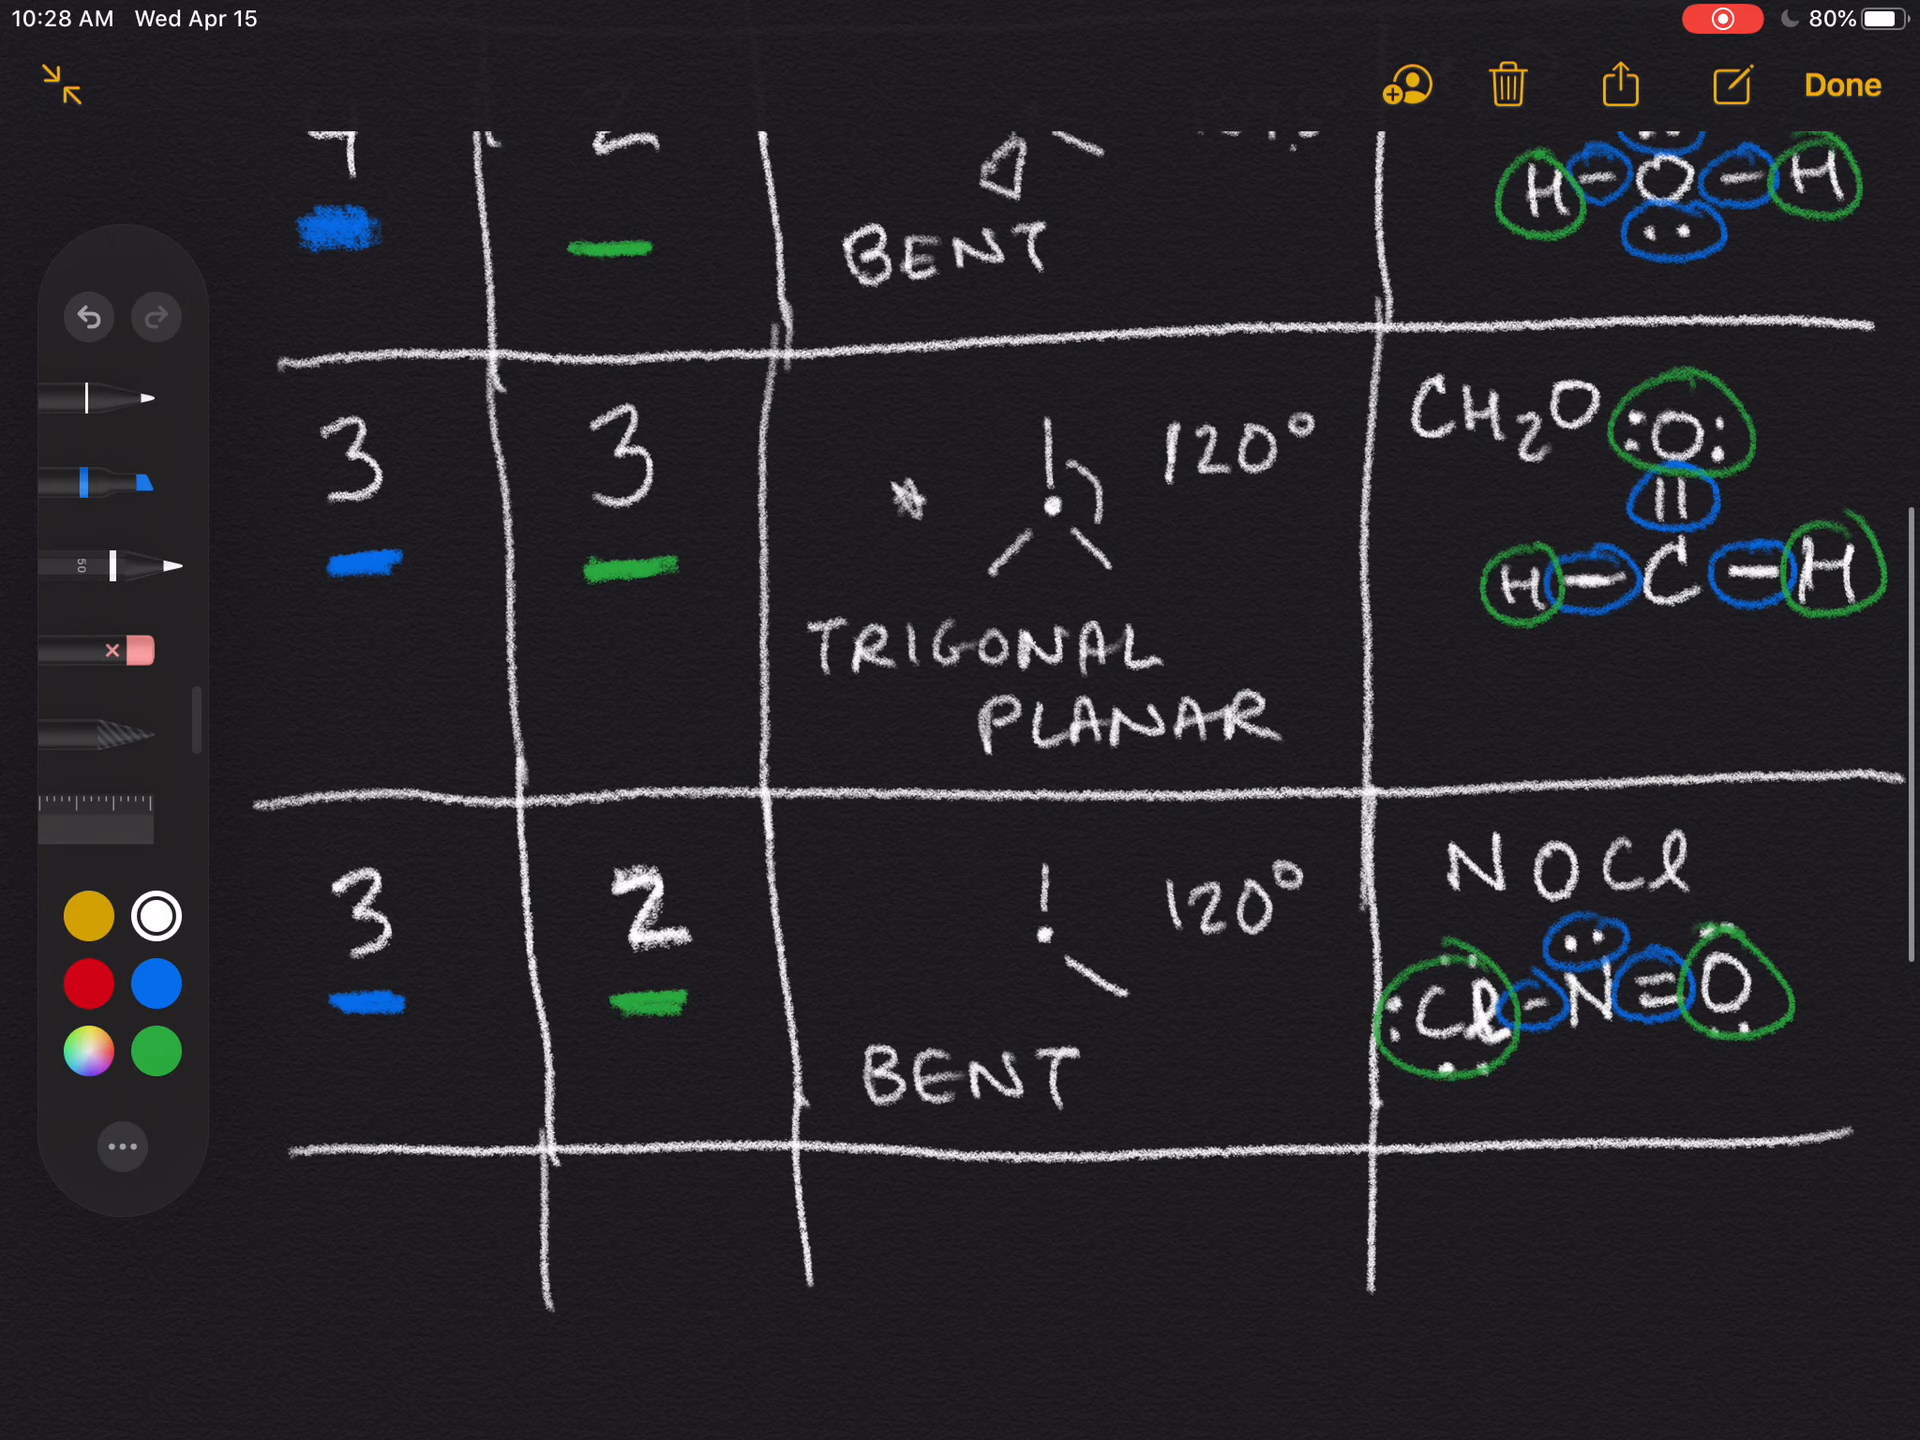 10:28 AM Wed Apr 15 80%
Done
H - O - H
BENT
3 3 120° CH₂O :O:
50
H - C - H
TRIGONAL
PLANAR
3 2 120° NOCl
:Cl - N = O
BENT